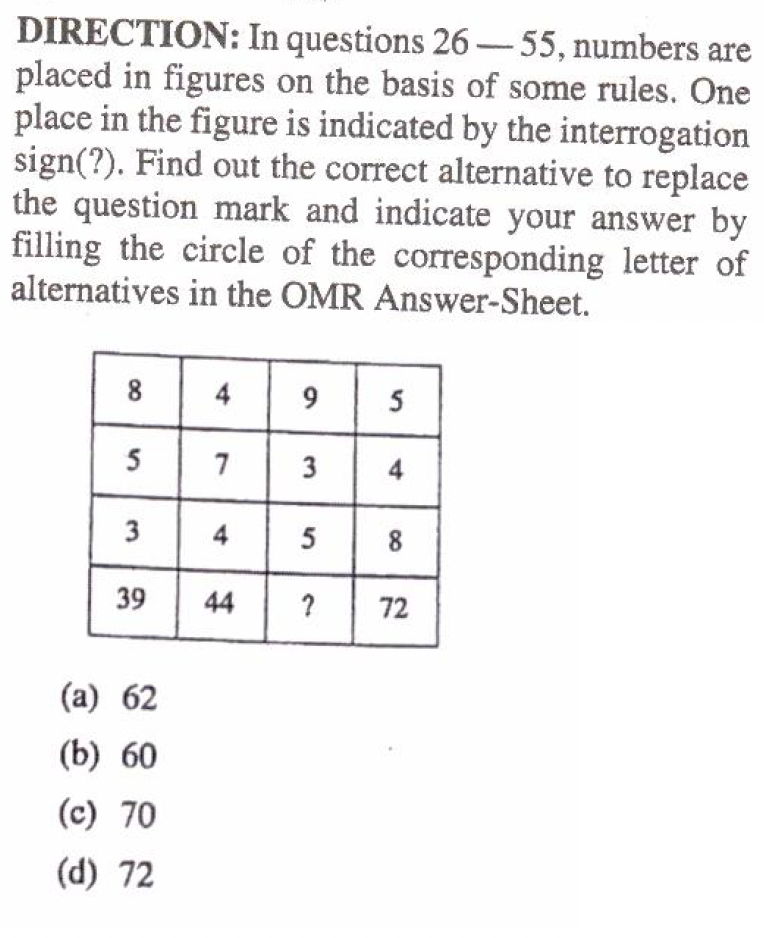 DIRECTION: In questions 26 — 55, numbers are
placed in figures on the basis of some rules. One
place in the figure is indicated by the interrogation
sign(?). Find out the correct alternative to replace
the question mark and indicate your answer by
filling the circle of the corresponding letter of
alternatives in the OMR Answer-Sheet.
8 4 9 5
5 7 3 4
3 4 5 8
39 44 ? 72
(a) 62
(b) 60
(c) 70
(d) 72